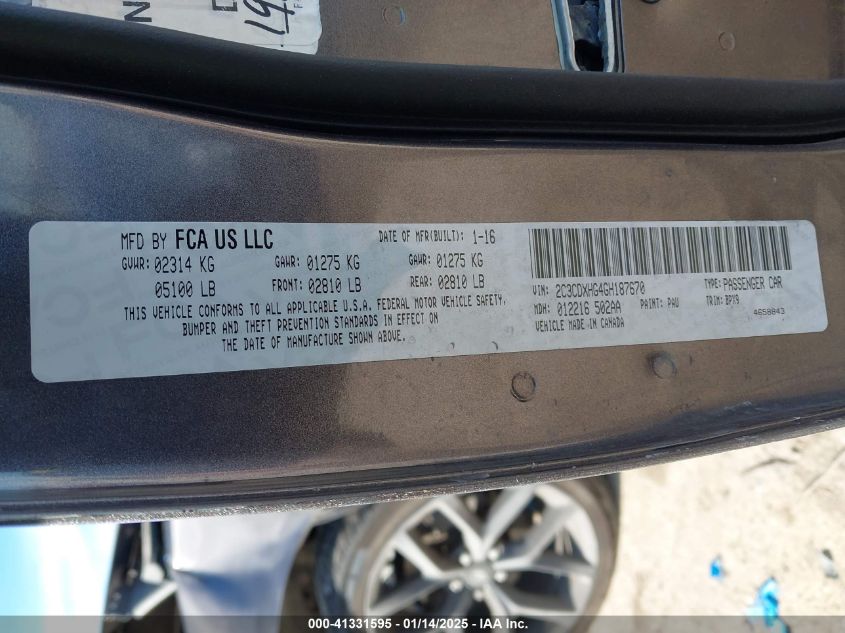 19
MFD BY FCA US LLC DATE OF MFR(BUILT): 1-16
GVWR: 02314 KG GAWR: 01275 KG GAWR: 01275 KG
05100 LB FRONT: 02810 LB REAR: 02810 LB
THIS VEHICLE CONFORMS TO ALL APPLICABLE U.S.A. FEDERAL MOTOR VEHICLE SAFETY,
BUMPER AND THEFT PREVENTION STANDARDS IN EFFECT ON
THE DATE OF MANUFACTURE SHOWN ABOVE.
VIN: 2C3CDXHG4GH187670 TYPE: PASSENGER CAR
MDH: 012216 502AA PAINT: PAU TRIM: BPX9
VEHICLE MADE IN CANADA 4658843
000-41331595 - 01/14/2025 - IAA Inc.